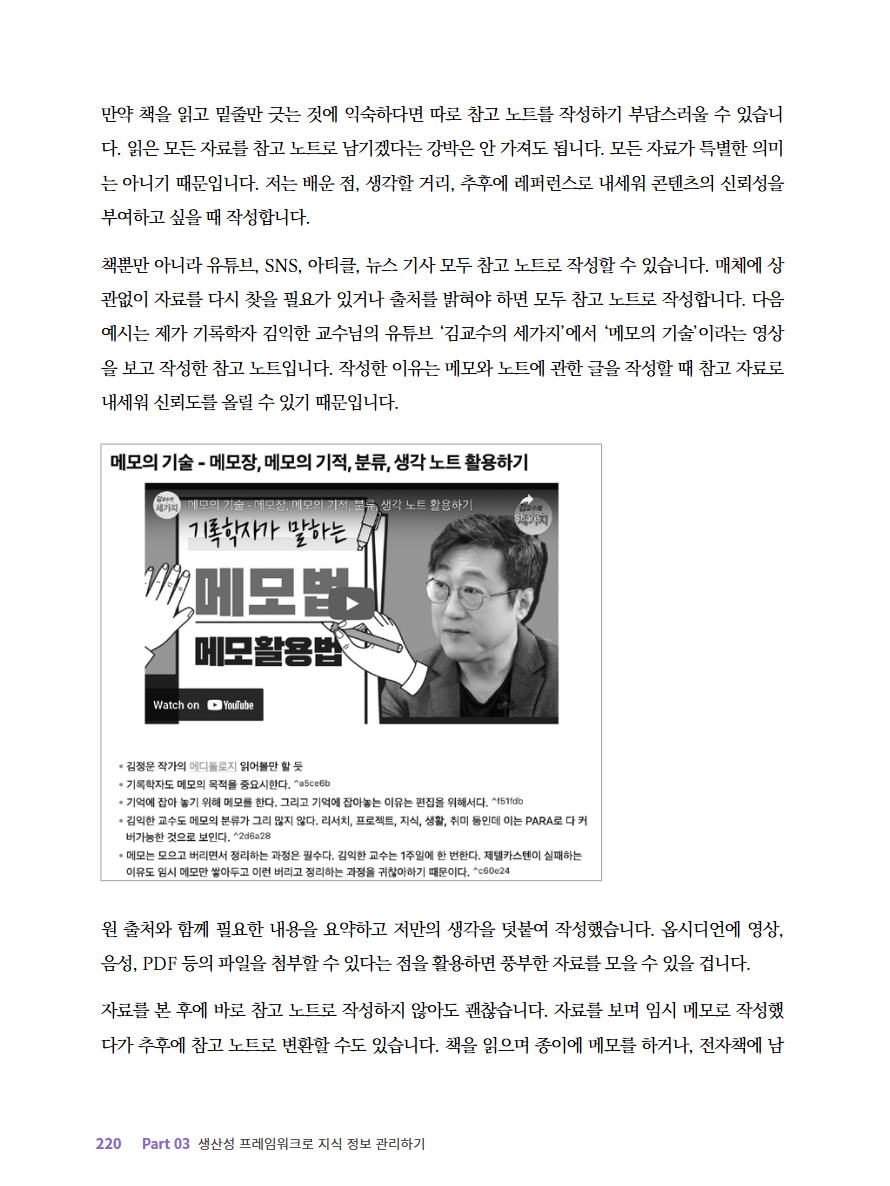 만약 책을 읽고 밑줄만 긋는 것에 익숙하다면 따로 참고 노트를 작성하기 부담스러울 수 있습니
다. 읽은 모든 자료를 참고 노트로 남기겠다는 강박은 안 가져도 됩니다. 모든 자료가 특별한 의미
는 아니기 때문입니다. 저는 배운 점, 생각할 거리, 추후에 레퍼런스로 내세워 콘텐츠의 신뢰성을
부여하고 싶을 때 작성합니다.
책뿐만 아니라 유튜브, SNS, 아티클, 뉴스 기사 모두 참고 노트로 작성할 수 있습니다. 매체에 상
관없이 자료를 다시 찾을 필요가 있거나 출처를 밝혀야 하면 모두 참고 노트로 작성합니다. 다음
예시는 제가 기록학자 김익한 교수님의 유튜브 ‘김교수의 세가지’에서 ‘메모의 기술’이라는 영상
을 보고 작성한 참고 노트입니다. 작성한 이유는 메모와 노트에 관한 글을 작성할 때 참고 자료로
내세워 신뢰도를 올릴 수 있기 때문입니다.
메모의 기술 - 메모장, 메모의 기적, 분류, 생각 노트 활용하기
김교수의
세가지
메모의 기술 - 메모장, 메모의 기적, 분류, 생각 노트 활용하기
김교수의
세가지
Share
기록학자가 말하는
메모법
메모활용법
Watch on YouTube
• 김정운 작가의 에디톨로지 읽어볼만 할 듯
• 기록학자도 메모의 목적을 중요시한다. ^a5ce6b
• 기억에 잡아 놓기 위해 메모를 한다. 그리고 기억에 잡아놓는 이유는 편집을 위해서다. ^f51fdb
• 김익한 교수도 메모의 분류가 그리 많지 않다. 리서치, 프로젝트, 지식, 생활, 취미 등인데 이는 PARA로 다 커
버가능한 것으로 보인다. ^2d6a28
• 메모는 모으고 버리면서 정리하는 과정은 필수다. 김익한 교수는 1주일에 한 번한다. 제텔카스텐이 실패하는
이유도 임시 메모만 쌓아두고 이런 버리고 정리하는 과정을 귀찮아하기 때문이다. ^c60e24
원 출처와 함께 필요한 내용을 요약하고 저만의 생각을 덧붙여 작성했습니다. 옵시디언에 영상,
음성, PDF 등의 파일을 첨부할 수 있다는 점을 활용하면 풍부한 자료를 모을 수 있을 겁니다.
자료를 본 후에 바로 참고 노트로 작성하지 않아도 괜찮습니다. 자료를 보며 임시 메모로 작성했
다가 추후에 참고 노트로 변환할 수도 있습니다. 책을 읽으며 종이에 메모를 하거나, 전자책에 남
220 Part 03 생산성 프레임워크로 지식 정보 관리하기